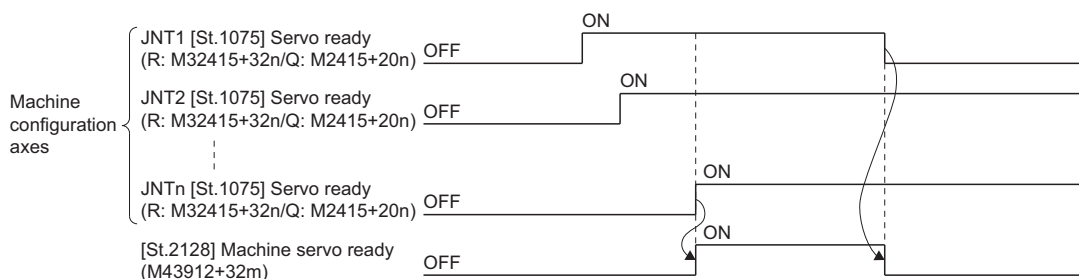 ON
JNT1 [St.1075] Servo ready
(R: M32415+32n/Q: M2415+20n)
OFF
ON
JNT2 [St.1075] Servo ready
(R: M32415+32n/Q: M2415+20n)
OFF
Machine
configuration
axes
ON
JNTn [St.1075] Servo ready
(R: M32415+32n/Q: M2415+20n)
OFF
ON
[St.2128] Machine servo ready
(M43912+32m)
OFF